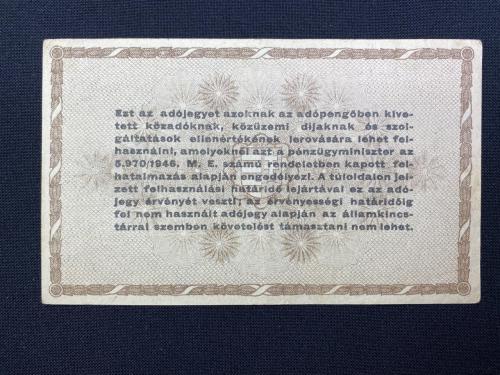 Ezt az adójegyet azoknak az adópengőben kive-
tett közadóknak, közüzemi dijaknak és szol-
gáltatások ellenértékének lerovására lehet fel-
használni, amelyeknél azt a pénzügyminiszter az
5.970/1946. M. E. számú rendeletben kapott fel-
hatalmazás alapján engedélyezi. A túloldalon jel-
zett felhasználási határidő lejártával ez az adó-
jegy érvényét veszti; az érvényességi határidőig
fel nem használt adójegy alapján az államkincs-
tárral szemben követelést támasztani nem lehet.